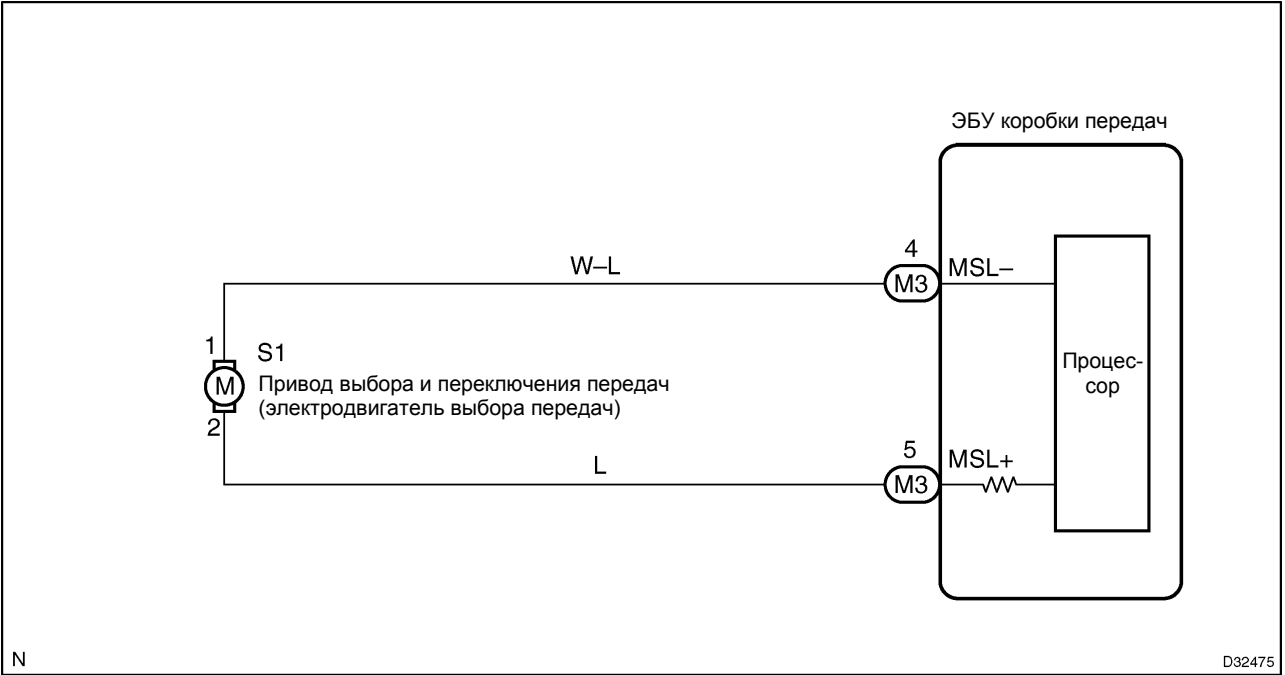 ЭБУ коробки передач
4
W–L
M3
MSL–
1
S1
M
Привод выбора и переключения передач
(электродвигатель выбора передач)
2
Процес-
сор
5
L
M3
MSL+
N
D32475